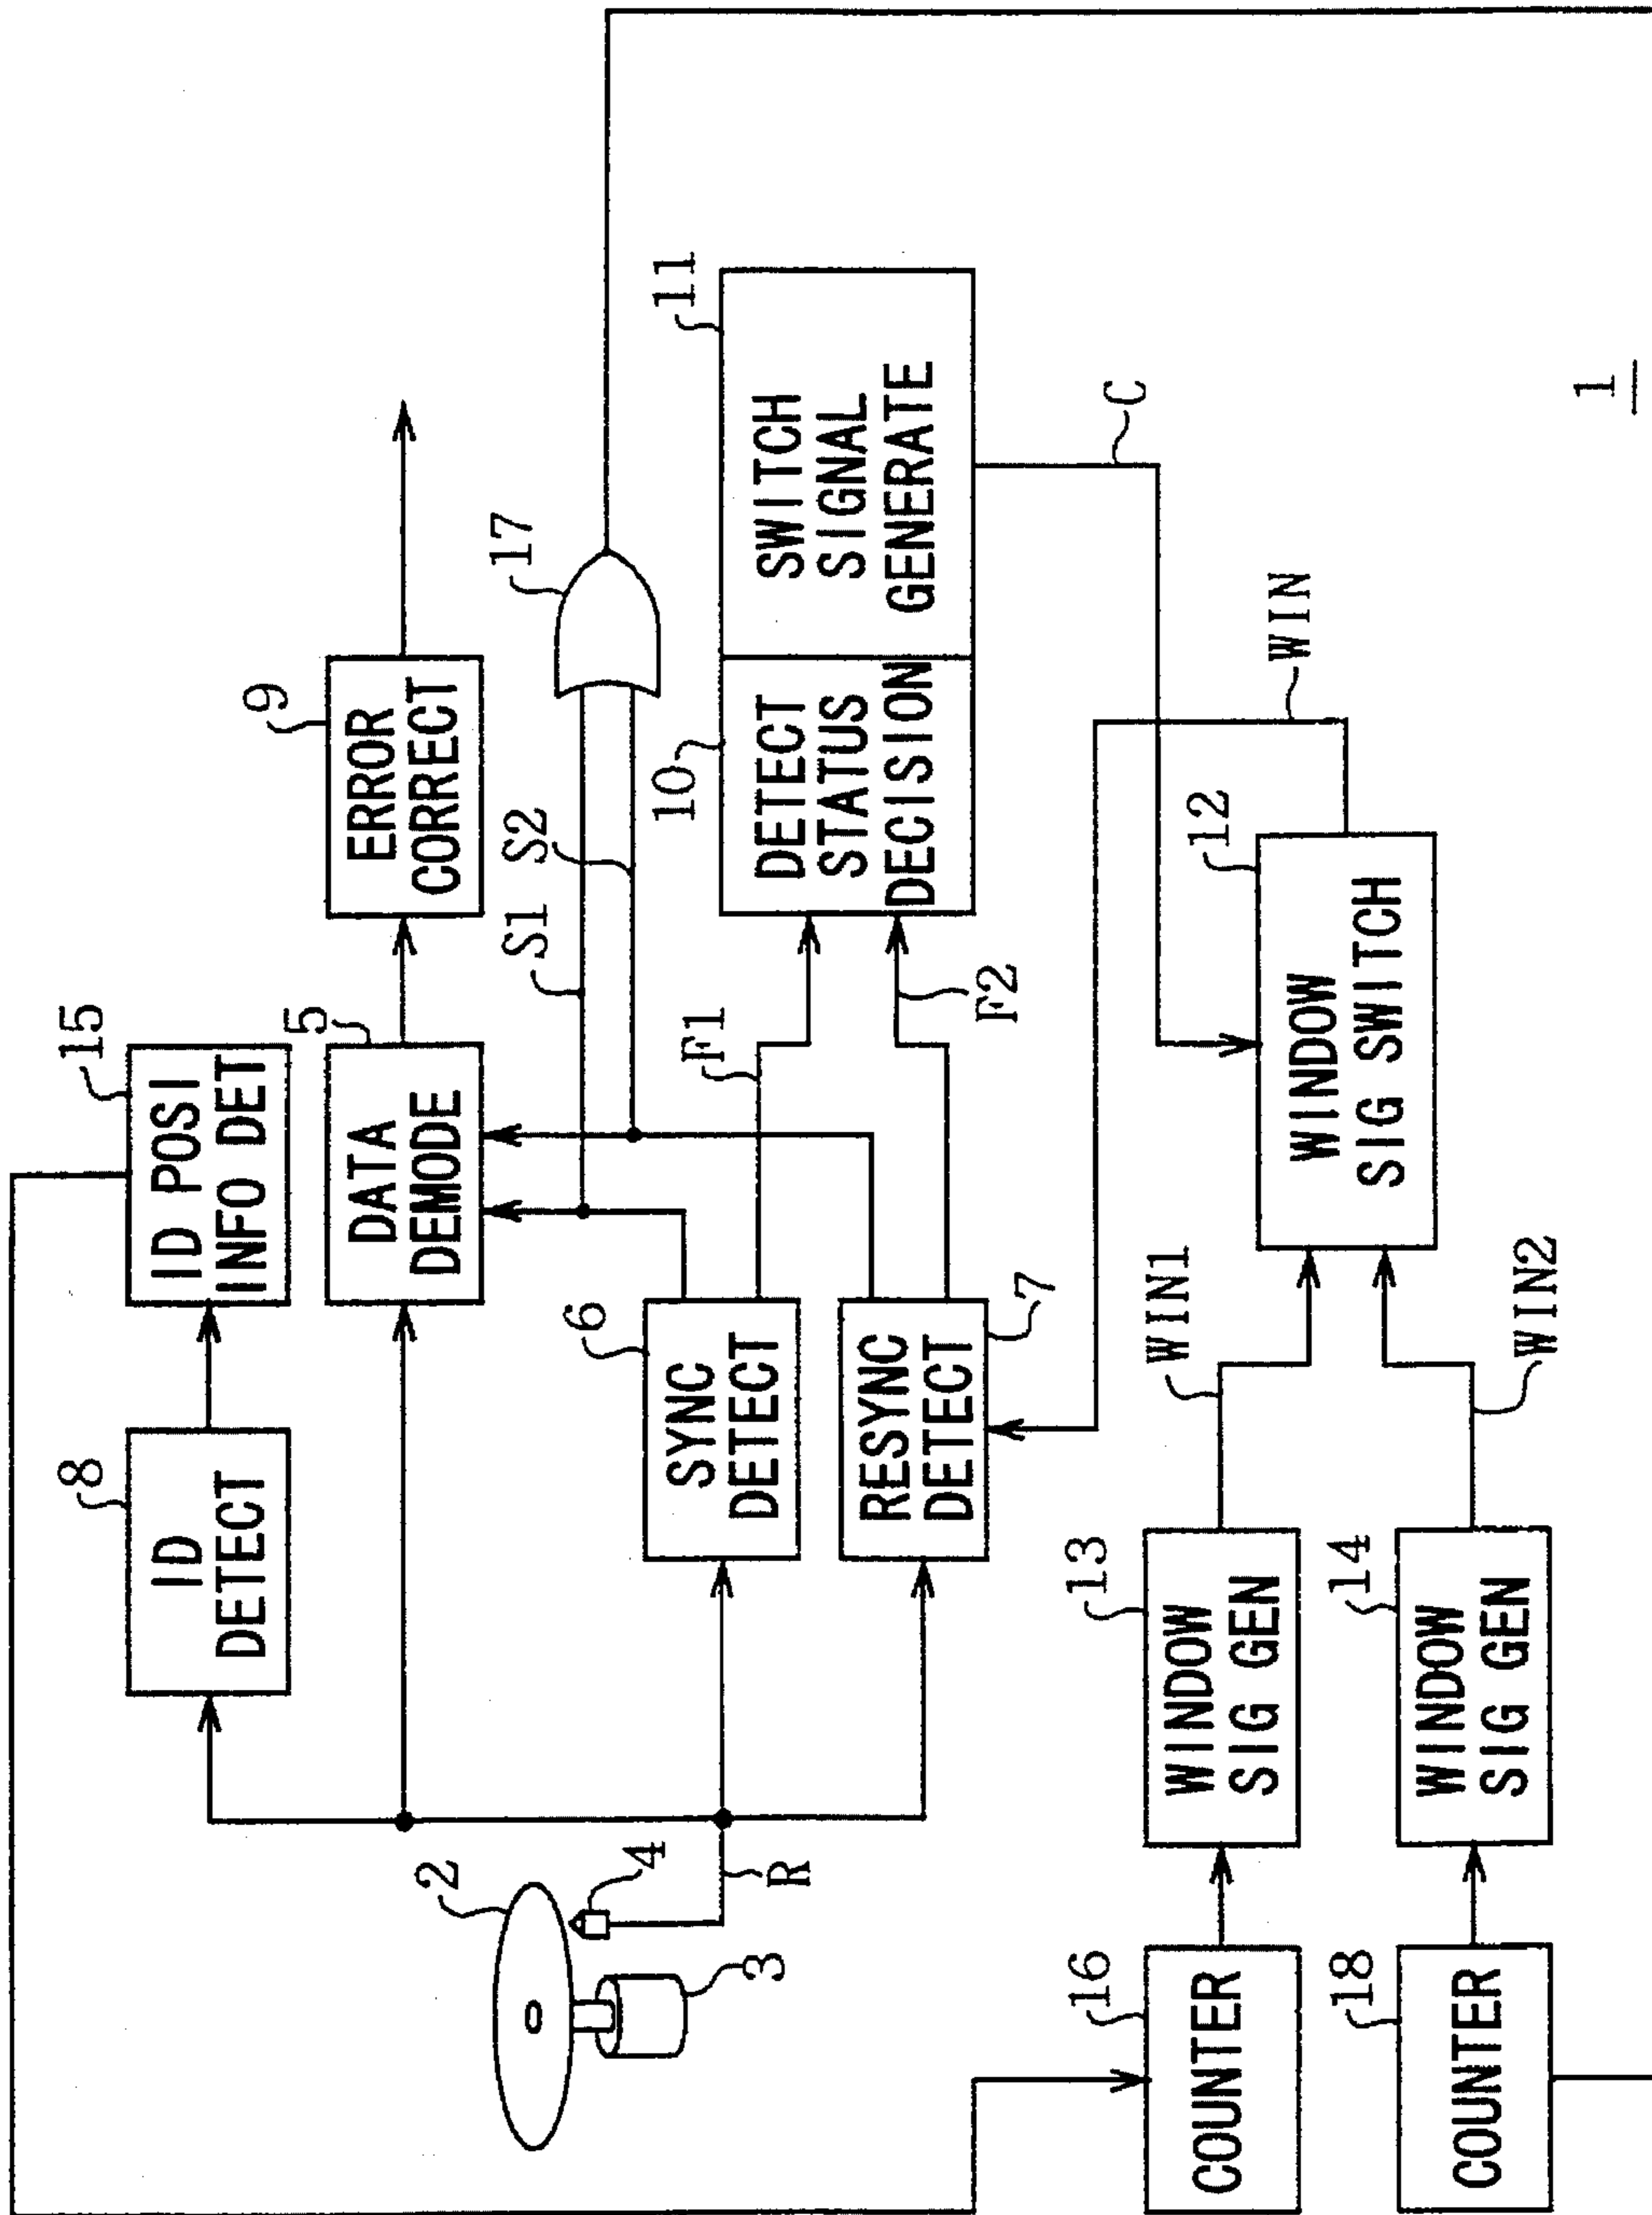 8
ID
DETECT
15
ID POSI
INFO DET
5
DATA
DEMODE
9
ERROR
CORRECT
2
4
3
R
6
SYNC
DETECT
RESYNC
DETECT
7
S1
S2
17
F1
F2
10
DETECT
STATUS
DECISION
11
SWITCH
SIGNAL
GENERATE
C
WIN
16
COUNTER
13
WINDOW
SIG GEN
WIN1
12
WINDOW
SIG SWITCH
18
COUNTER
14
WINDOW
SIG GEN
WIN2
1